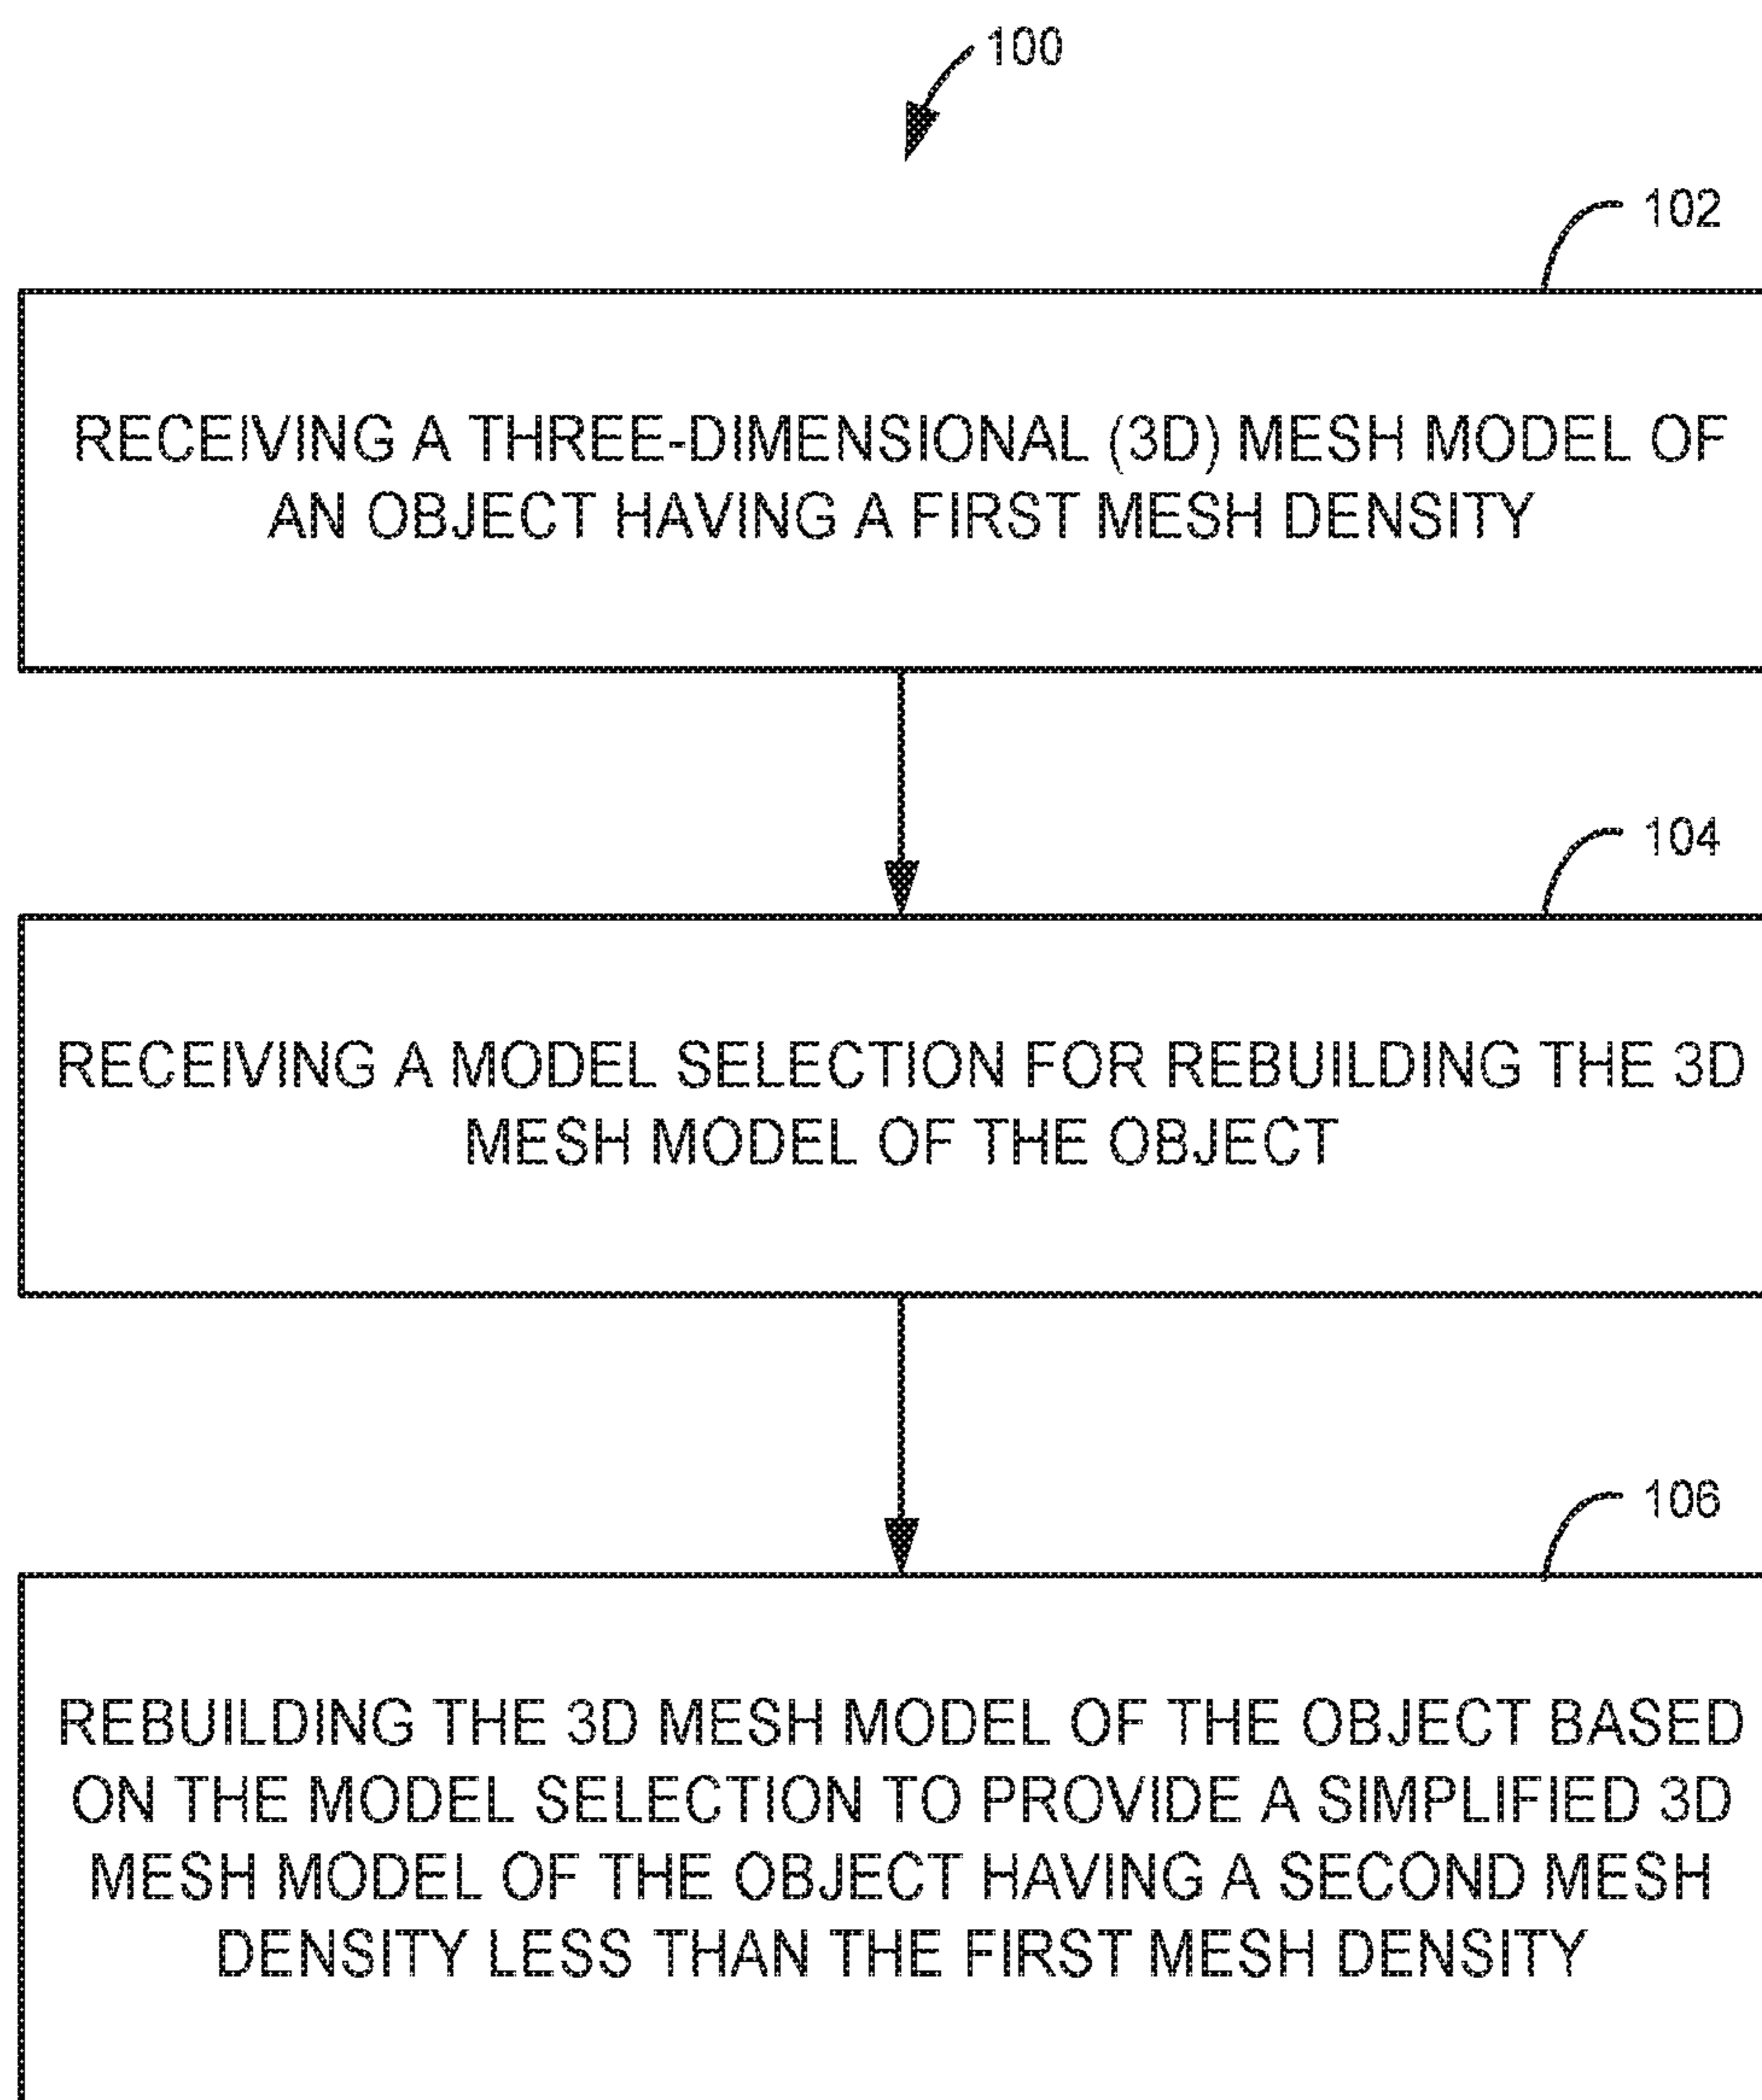 100
102
RECEIVING A THREE-DIMENSIONAL (3D) MESH MODEL OF
AN OBJECT HAVING A FIRST MESH DENSITY
104
RECEIVING A MODEL SELECTION FOR REBUILDING THE 3D
MESH MODEL OF THE OBJECT
106
REBUILDING THE 3D MESH MODEL OF THE OBJECT BASED
ON THE MODEL SELECTION TO PROVIDE A SIMPLIFIED 3D
MESH MODEL OF THE OBJECT HAVING A SECOND MESH
DENSITY LESS THAN THE FIRST MESH DENSITY